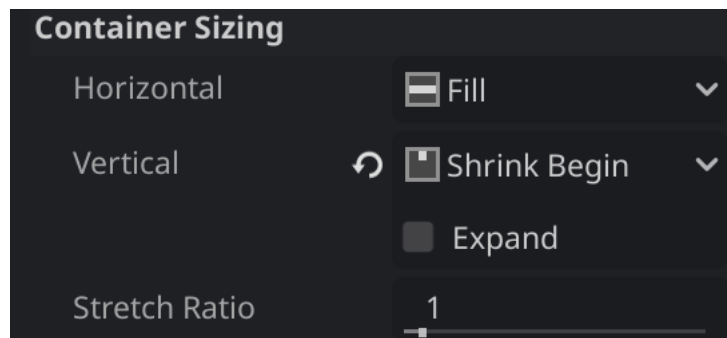 Container Sizing
Horizontal Fill
Vertical Shrink Begin
Expand
Stretch Ratio 1